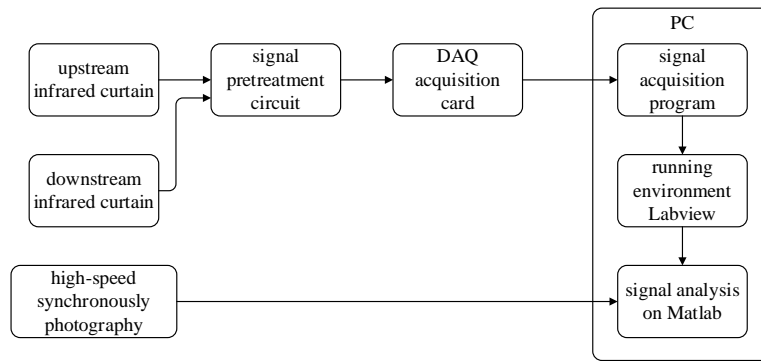 PC
upstream
infrared curtain
signal
pretreatment
circuit
DAQ
acquisition
card
signal
acquisition
program
downstream
infrared curtain
running
environment
Labview
high-speed
synchronously
photography
signal analysis
on Matlab